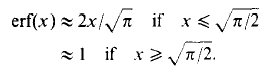 erf(x) ≈ 2x/√π if x ⩽ √π/2
≈ 1 if x ⩾ √π/2.